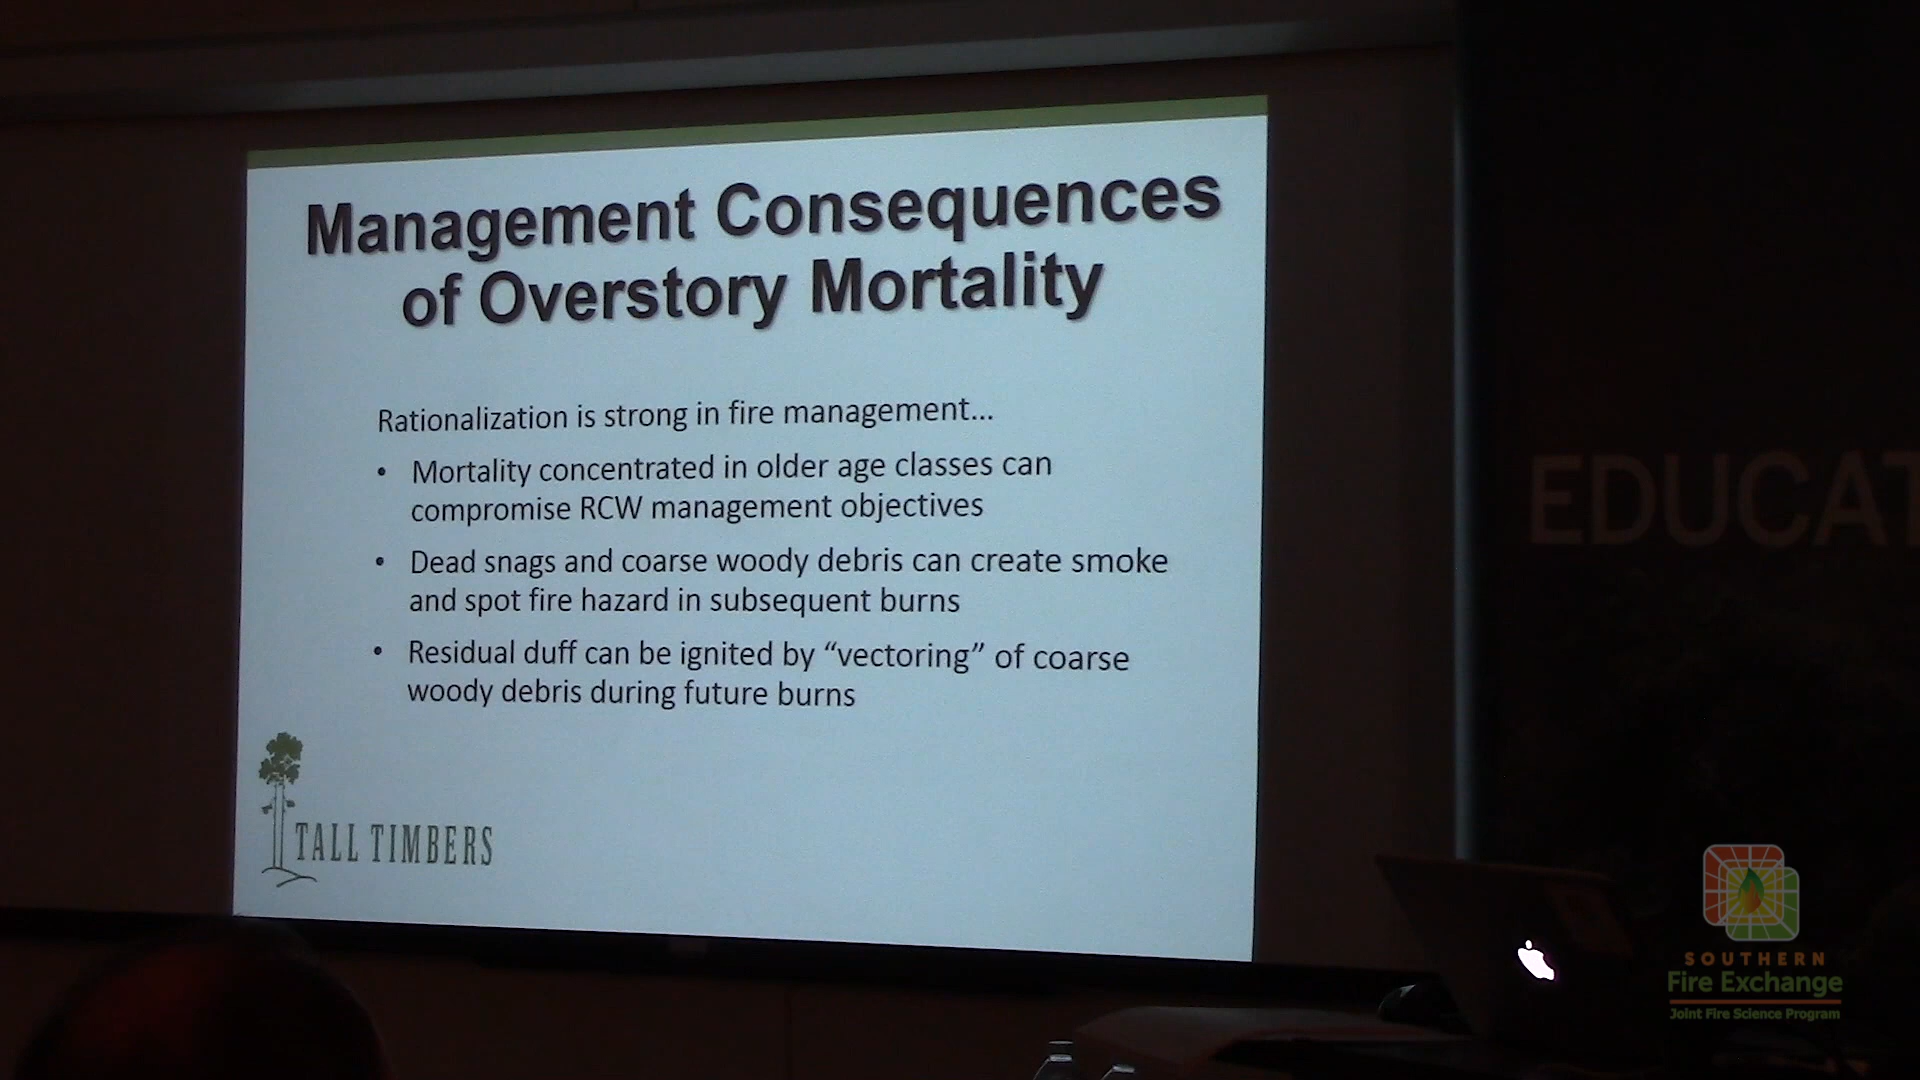 Management Consequences
of Overstory Mortality
Rationalization is strong in fire management...
• Mortality concentrated in older age classes can
compromise RCW management objectives
• Dead snags and coarse woody debris can create smoke
and spot fire hazard in subsequent burns
• Residual duff can be ignited by “vectoring” of coarse
woody debris during future burns
TALL TIMBERS
EDUCAT
SOUTHERN
Fire Exchange
Joint Fire Science Program